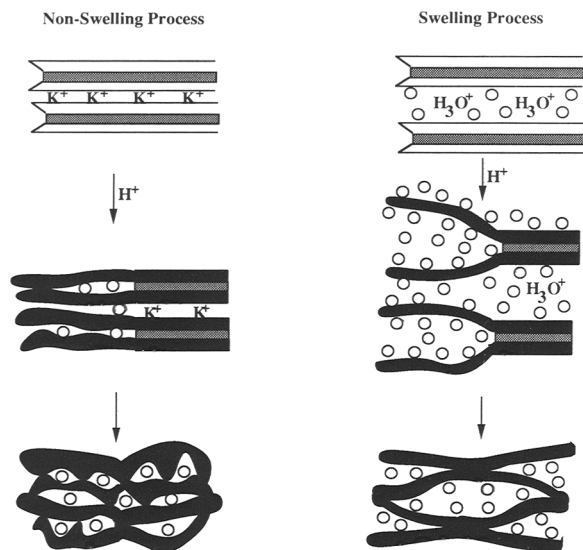 Non-Swelling Process
Swelling Process
K+ K+ K+ K+
H3O+ H3O+
H+
H+
K+ K+
H3O+